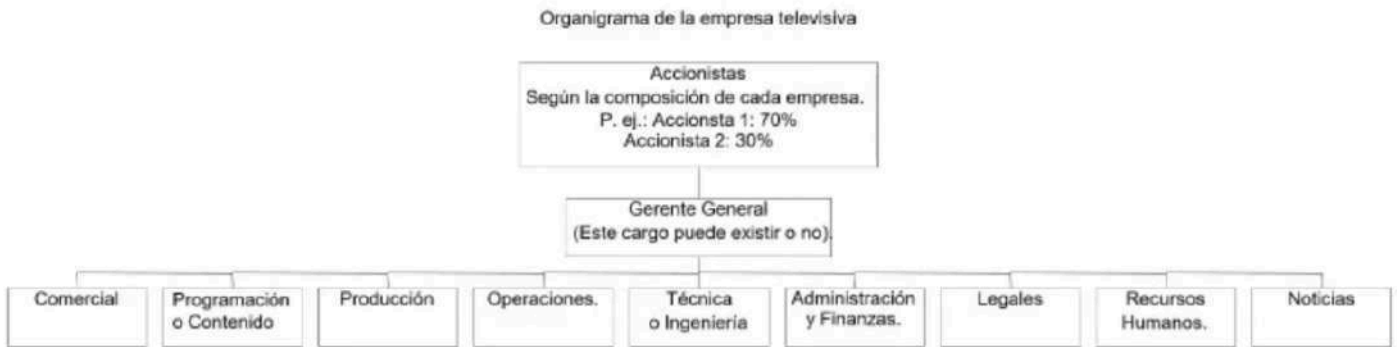 Organigrama de la empresa televisiva
Accionistas
Según la composición de cada empresa.
P. ej.: Accionsta 1: 70%
Accionista 2: 30%
Gerente General
(Este cargo puede existir o no).
Comercial
Programación
o Contenido
Producción
Operaciones.
Técnica
o Ingeniería
Administración
y Finanzas.
Legales
Recursos
Humanos.
Noticias